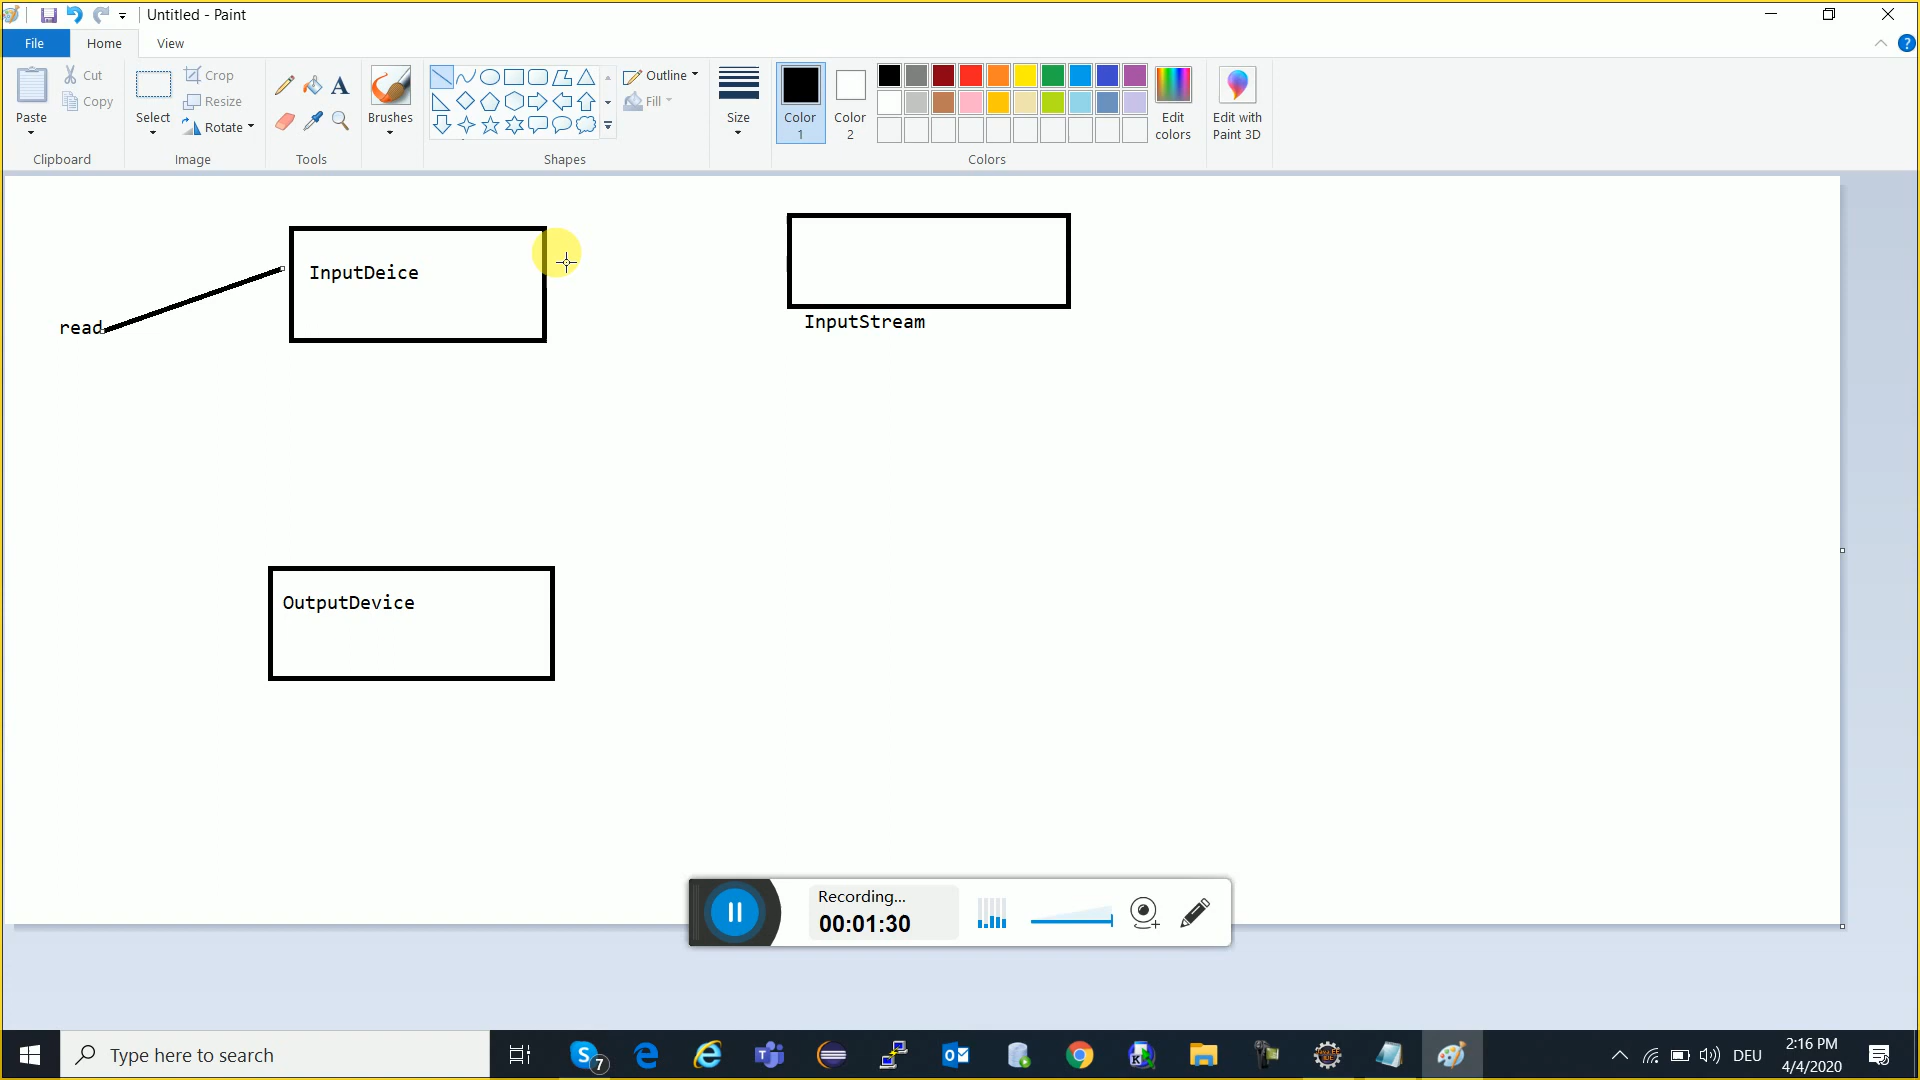 Untitled - Paint
File Home View
Paste
Cut
Copy
Clipboard
Select
Crop
Resize
Rotate
Image
Tools
Brushes
Shapes
Outline
Fill
Size
Color 1
Color 2
Colors
Edit colors
Edit with Paint 3D
InputDeice
read
InputStream
OutputDevice
Recording...
00:01:30
Type here to search
7
DEU
2:16 PM
4/4/2020